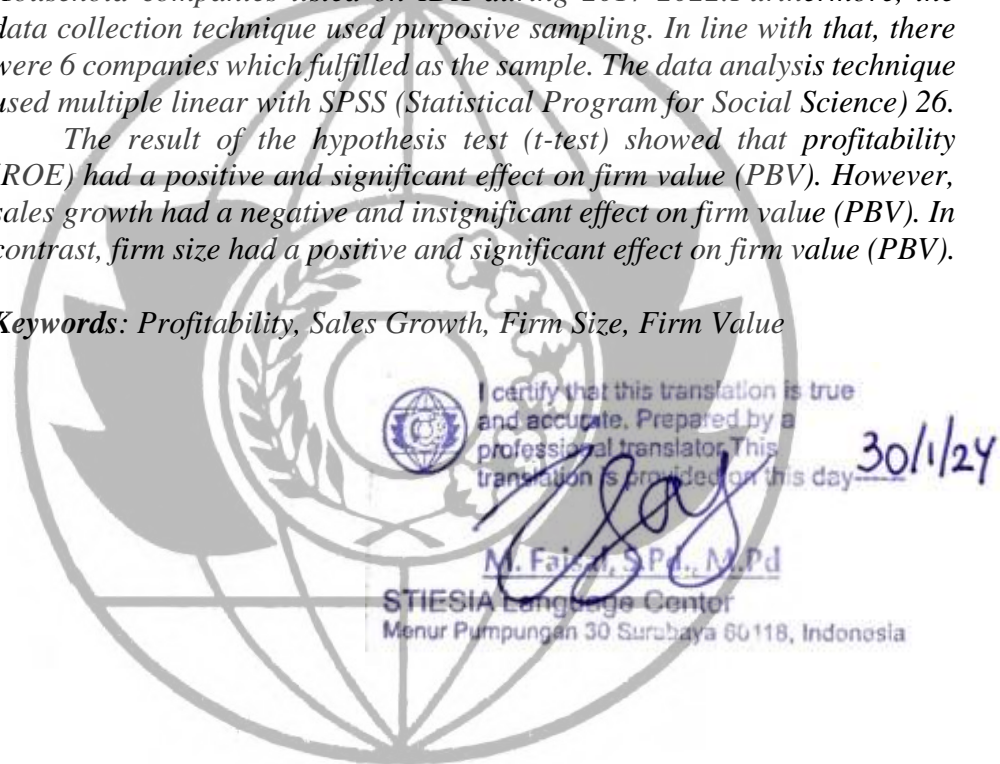 data collection technique used purposive sampling. In line with that, there
were 6 companies which fulfilled as the sample. The data analysis technique
used multiple linear with SPSS (Statistical Program for Social Science) 26.
The result of the hypothesis test (t-test) showed that profitability
(ROE) had a positive and significant effect on firm value (PBV). However,
sales growth had a negative and insignificant effect on firm value (PBV). In
contrast, firm size had a positive and significant effect on firm value (PBV).
Keywords: Profitability, Sales Growth, Firm Size, Firm Value
I certify that this translation is true
and accurate. Prepared by a
professional translator. This
translation is provided on this day 30/1/24
M. Faisal, S.Pd., M.Pd
STIESIA Language Center
Menur Pumpungan 30 Surabaya 60118, Indonesia